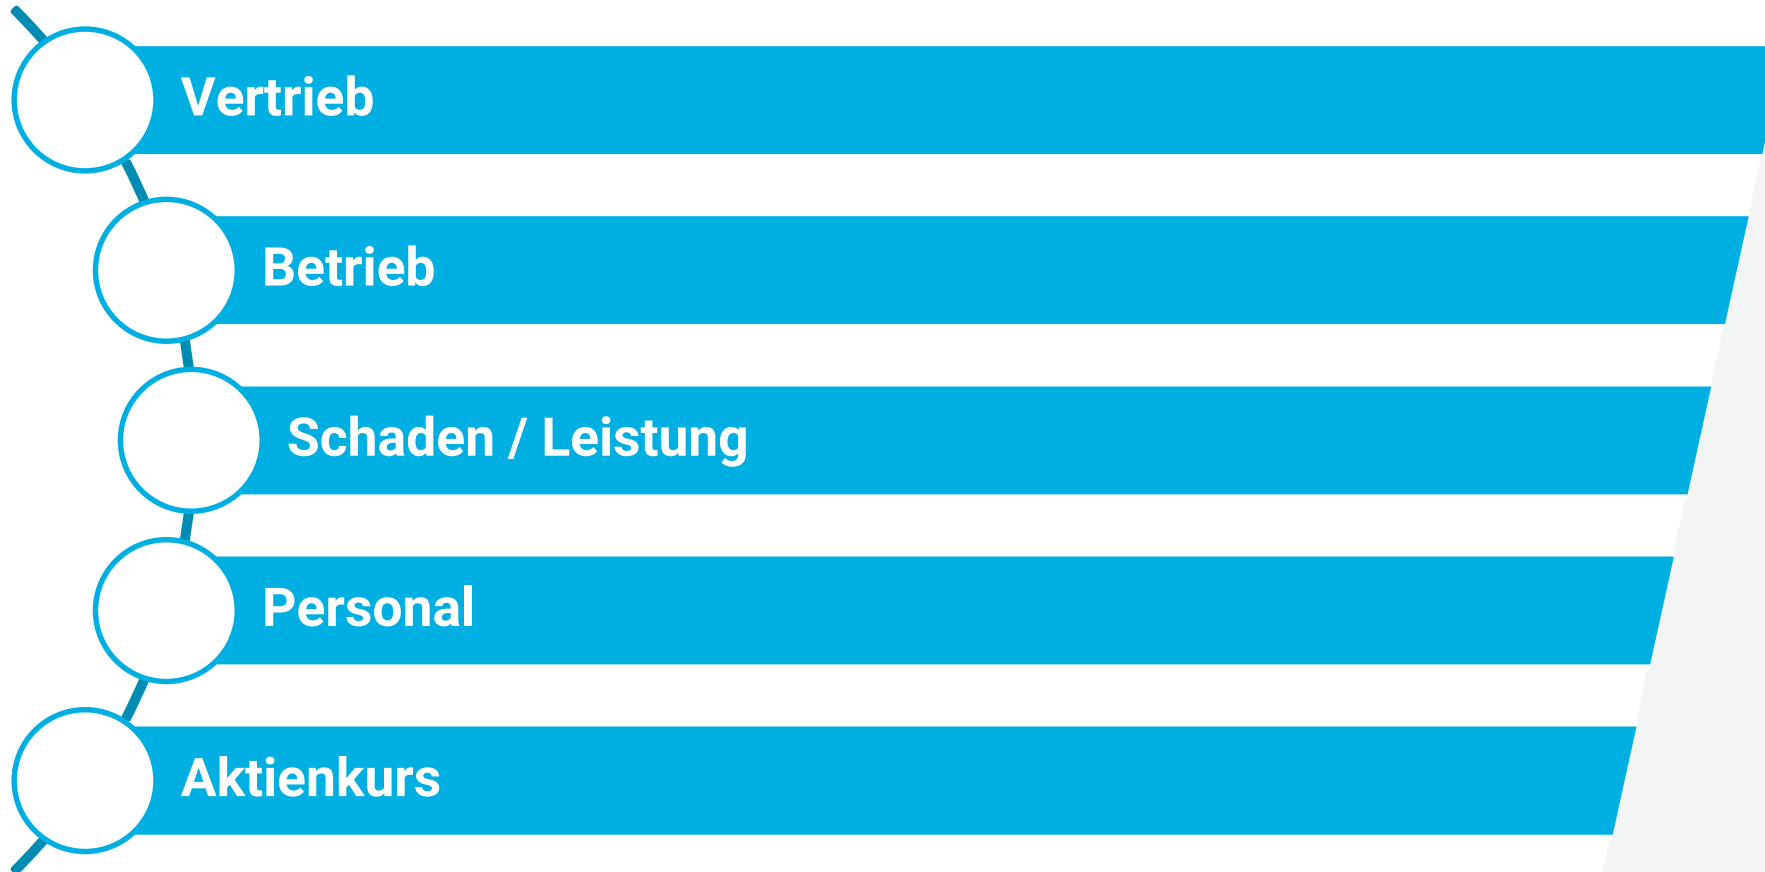 Vertrieb
Betrieb
Schaden / Leistung
Personal
Aktienkurs